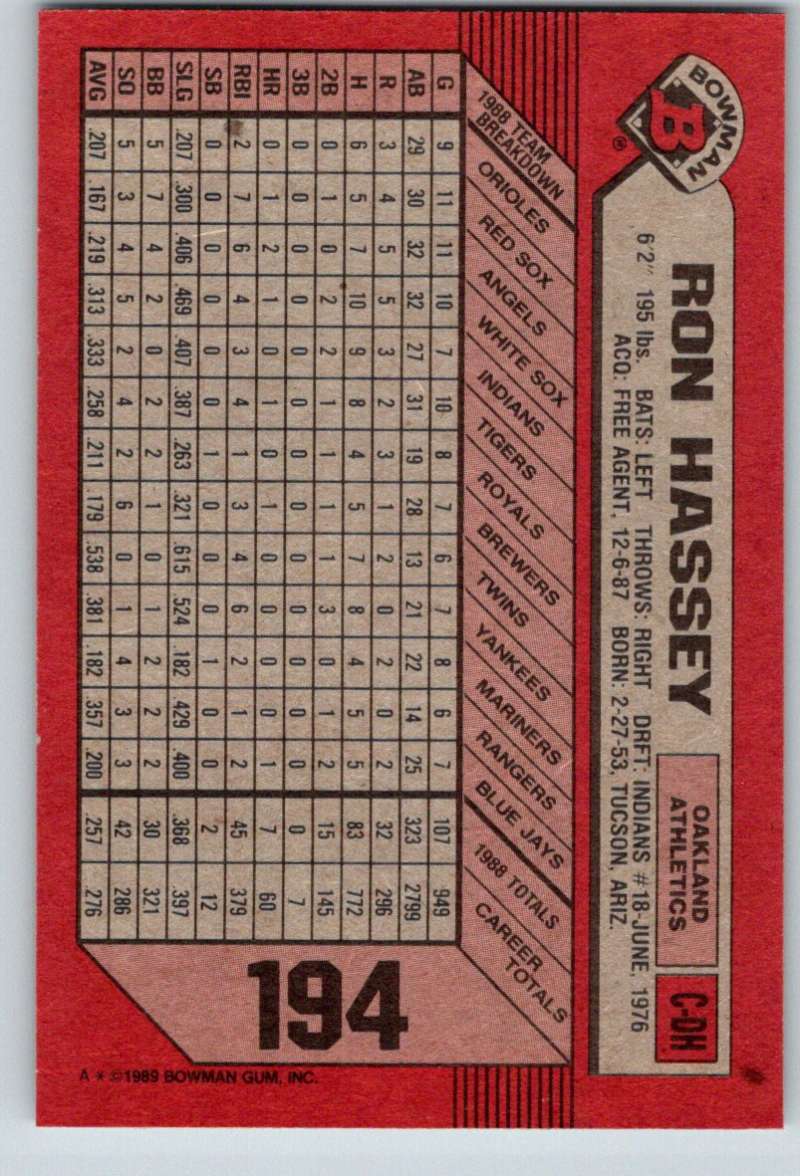 BOWMAN
B
®
RON HASSEY
OAKLAND
ATHLETICS
C-DH
6'2" 195 lbs. BATS: LEFT THROWS: RIGHT DRFT: INDIANS #18-JUNE, 1976
ACQ: FREE AGENT, 12-6-87 BORN: 2-27-53, TUCSON, ARIZ.
1988 TEAM
BREAKDOWN
ORIOLES
RED SOX
ANGELS
WHITE SOX
INDIANS
TIGERS
ROYALS
BREWERS
TWINS
YANKEES
MARINERS
RANGERS
BLUE JAYS
1988 TOTALS
CAREER
TOTALS
G 9 11 11 10 7 10 8 7 6 7 8 6 7 107 949
AB 29 30 32 32 27 31 19 28 13 21 22 14 25 323 2799
R 3 4 5 5 3 2 3 1 2 0 2 0 2 32 296
H 6 5 7 10 9 8 4 5 7 8 4 5 5 83 772
2B 0 1 0 2 2 1 1 1 1 3 0 1 2 15 145
3B 0 0 0 0 0 0 0 0 0 0 0 0 0 0 7
HR 0 1 2 1 0 1 0 1 0 0 0 0 1 7 60
RBI 2 7 6 4 3 4 1 3 4 6 2 1 2 45 379
SB 0 0 0 0 0 0 1 0 0 0 1 0 0 2 12
SLG .207 .300 .406 .469 .407 .387 .263 .321 .615 .524 .182 .429 .400 .368 .397
BB 5 7 4 2 0 2 2 1 0 1 2 2 2 30 321
SO 5 3 4 5 2 4 2 6 0 1 4 3 3 42 286
AVG .207 .167 .219 .313 .333 .258 .211 .179 .538 .381 .182 .357 .200 .257 .276
194
A * ©1989 BOWMAN GUM, INC.